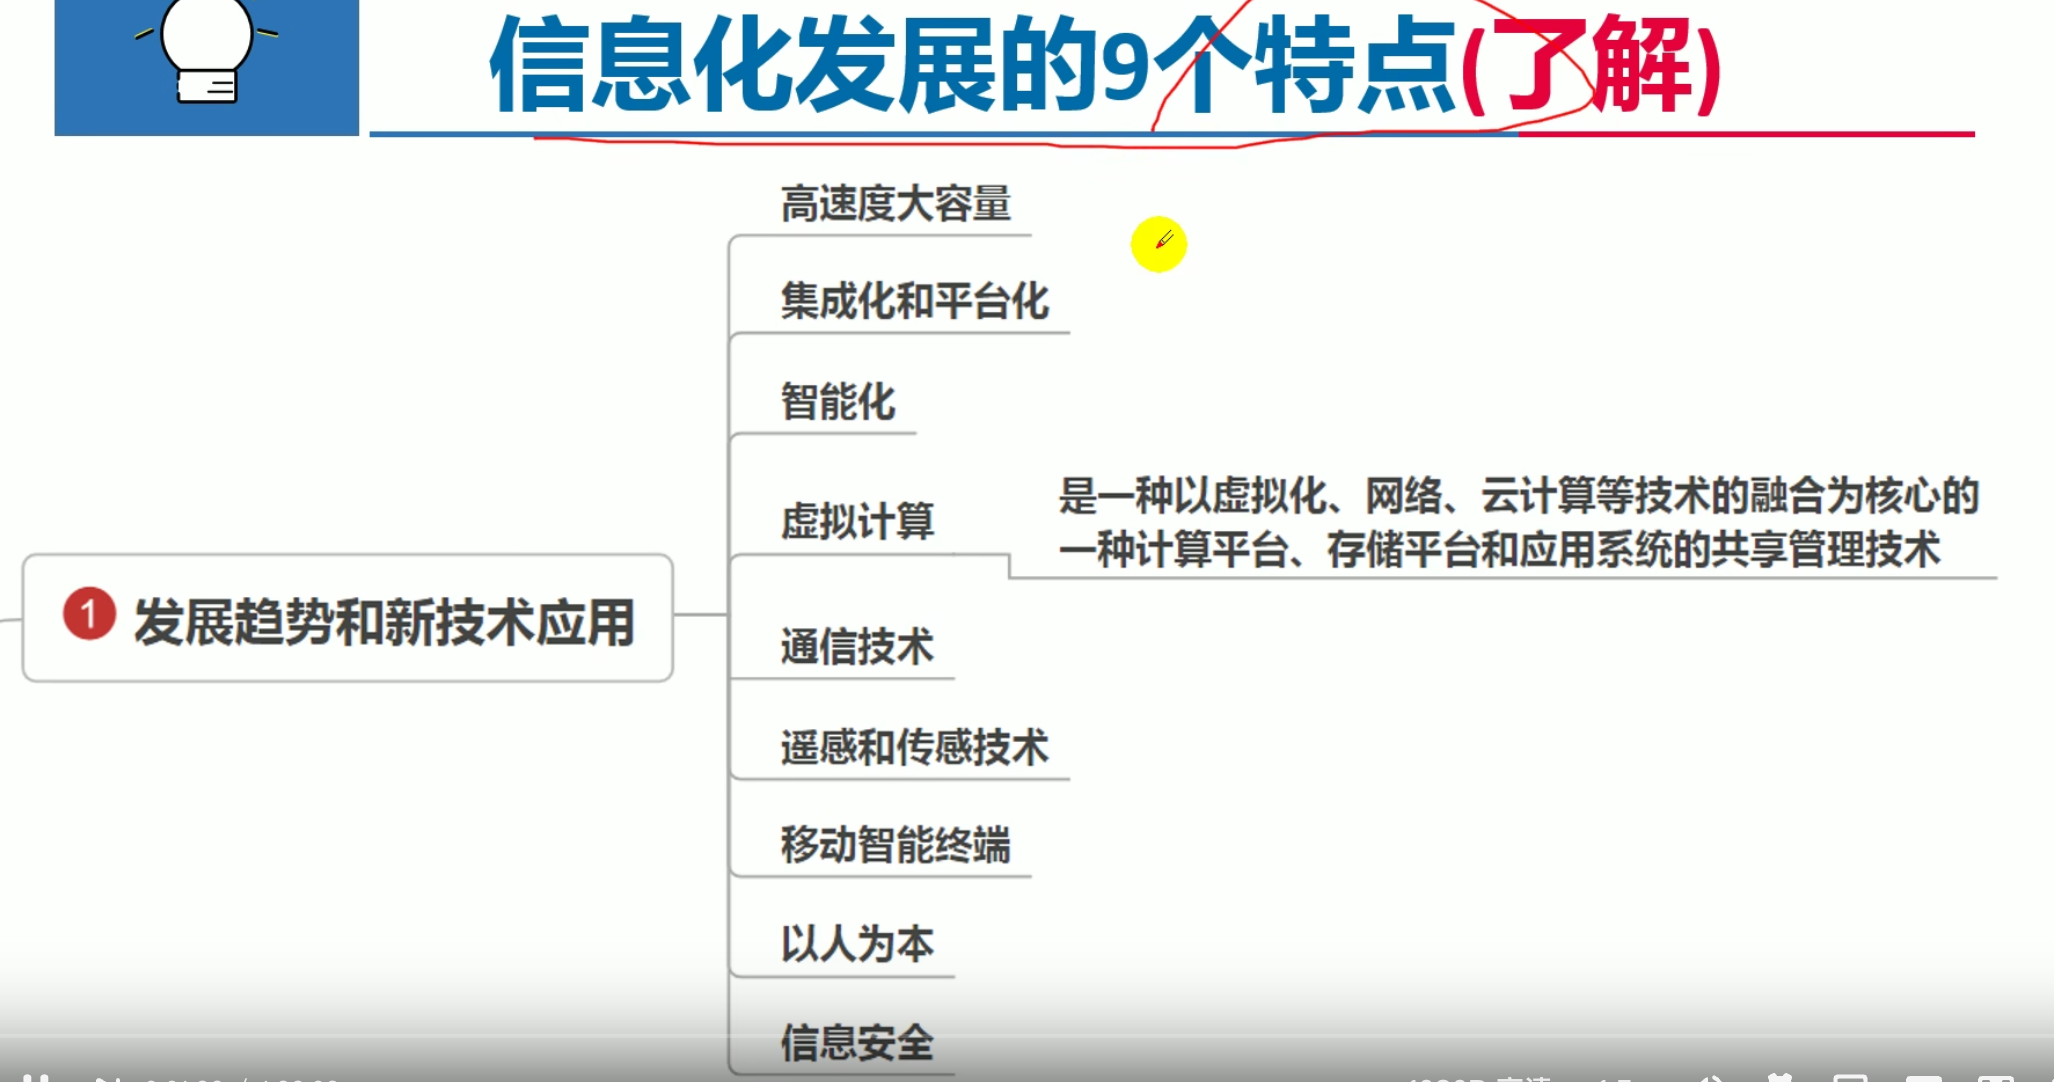 信息化发展的9个特点(了解)
高速度大容量
集成化和平台化
智能化
虚拟计算
是一种以虚拟化、网络、云计算等技术的融合为核心的
一种计算平台、存储平台和应用系统的共享管理技术
1 发展趋势和新技术应用
通信技术
遥感和传感技术
移动智能终端
以人为本
信息安全